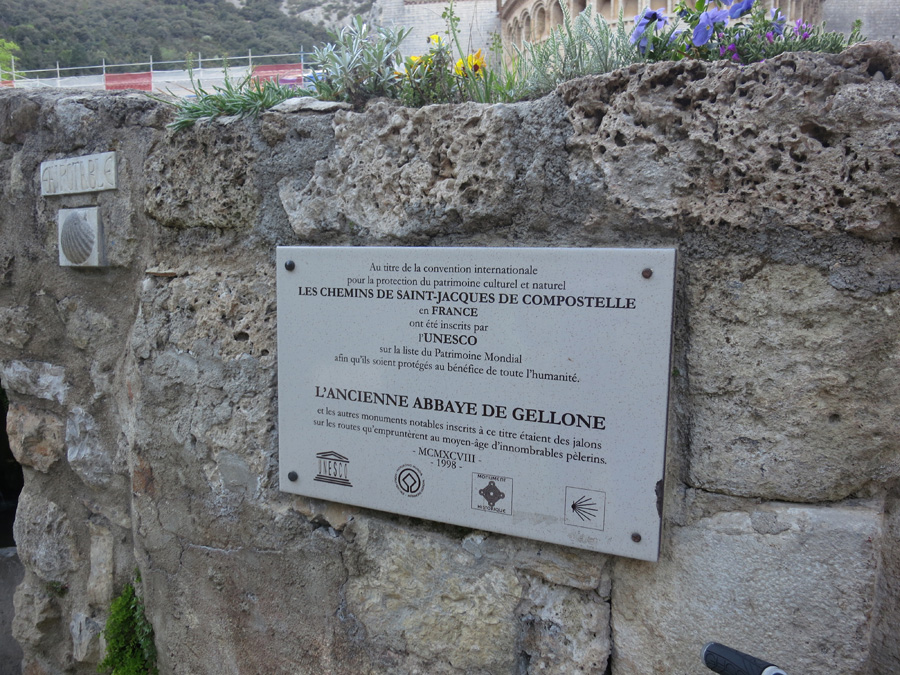 Au titre de la convention internationale
pour la protection du patrimoine culturel et naturel
LES CHEMINS DE SAINT-JACQUES DE COMPOSTELLE
en FRANCE
ont été inscrits par
l'UNESCO
sur la liste du Patrimoine Mondial
afin qu'ils soient protégés au bénéfice de toute l'humanité.
L'ANCIENNE ABBAYE DE GELLONE
et les autres monuments notables inscrits à ce titre étaient des jalons
sur les routes qu'empruntèrent au moyen-âge d'innombrables pèlerins.
- MCMXCVIII -
- 1998 -
UNESCO
MONUMENT
HISTORIQUE